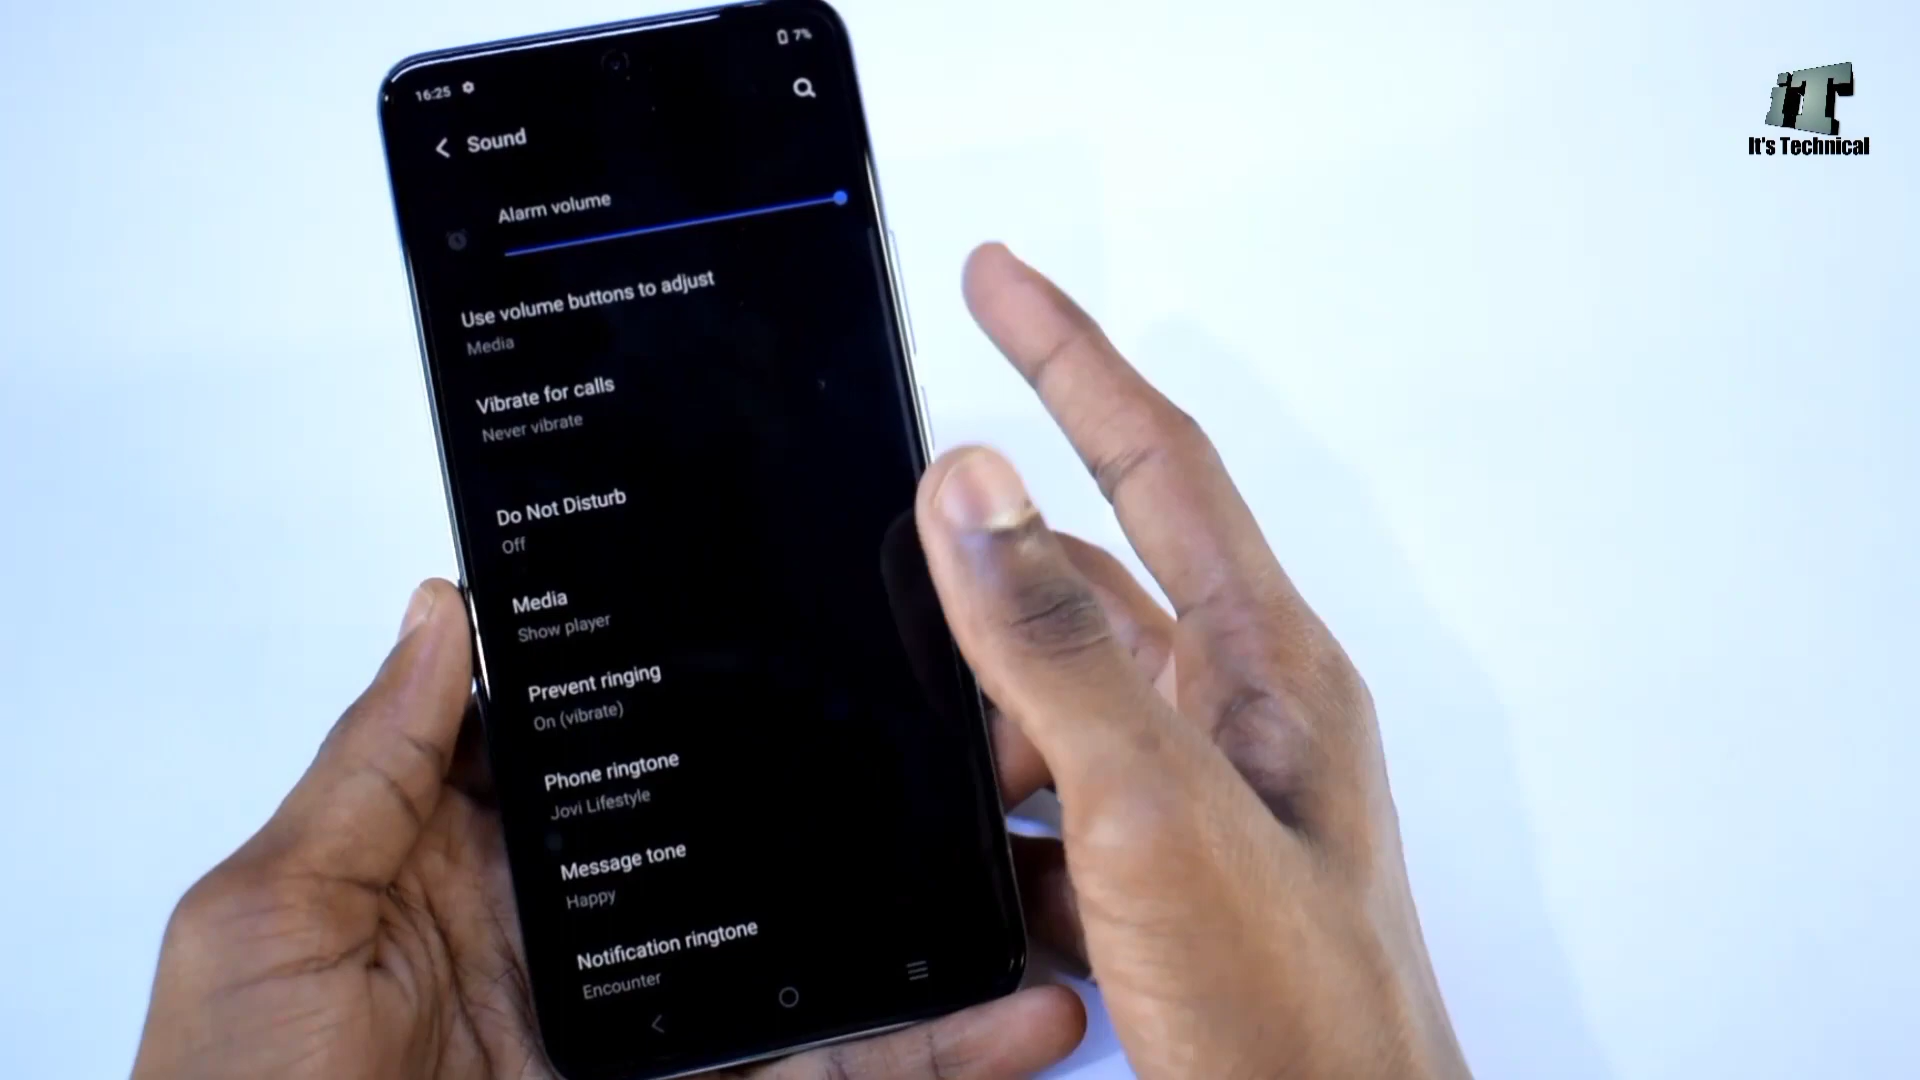 16:25
7%
Sound
Alarm volume
Use volume buttons to adjust
Media
Vibrate for calls
Never vibrate
Do Not Disturb
Off
Media
Show player
Prevent ringing
On (vibrate)
Phone ringtone
Jovi Lifestyle
Message tone
Happy
Notification ringtone
Encounter
iT
It's Technical